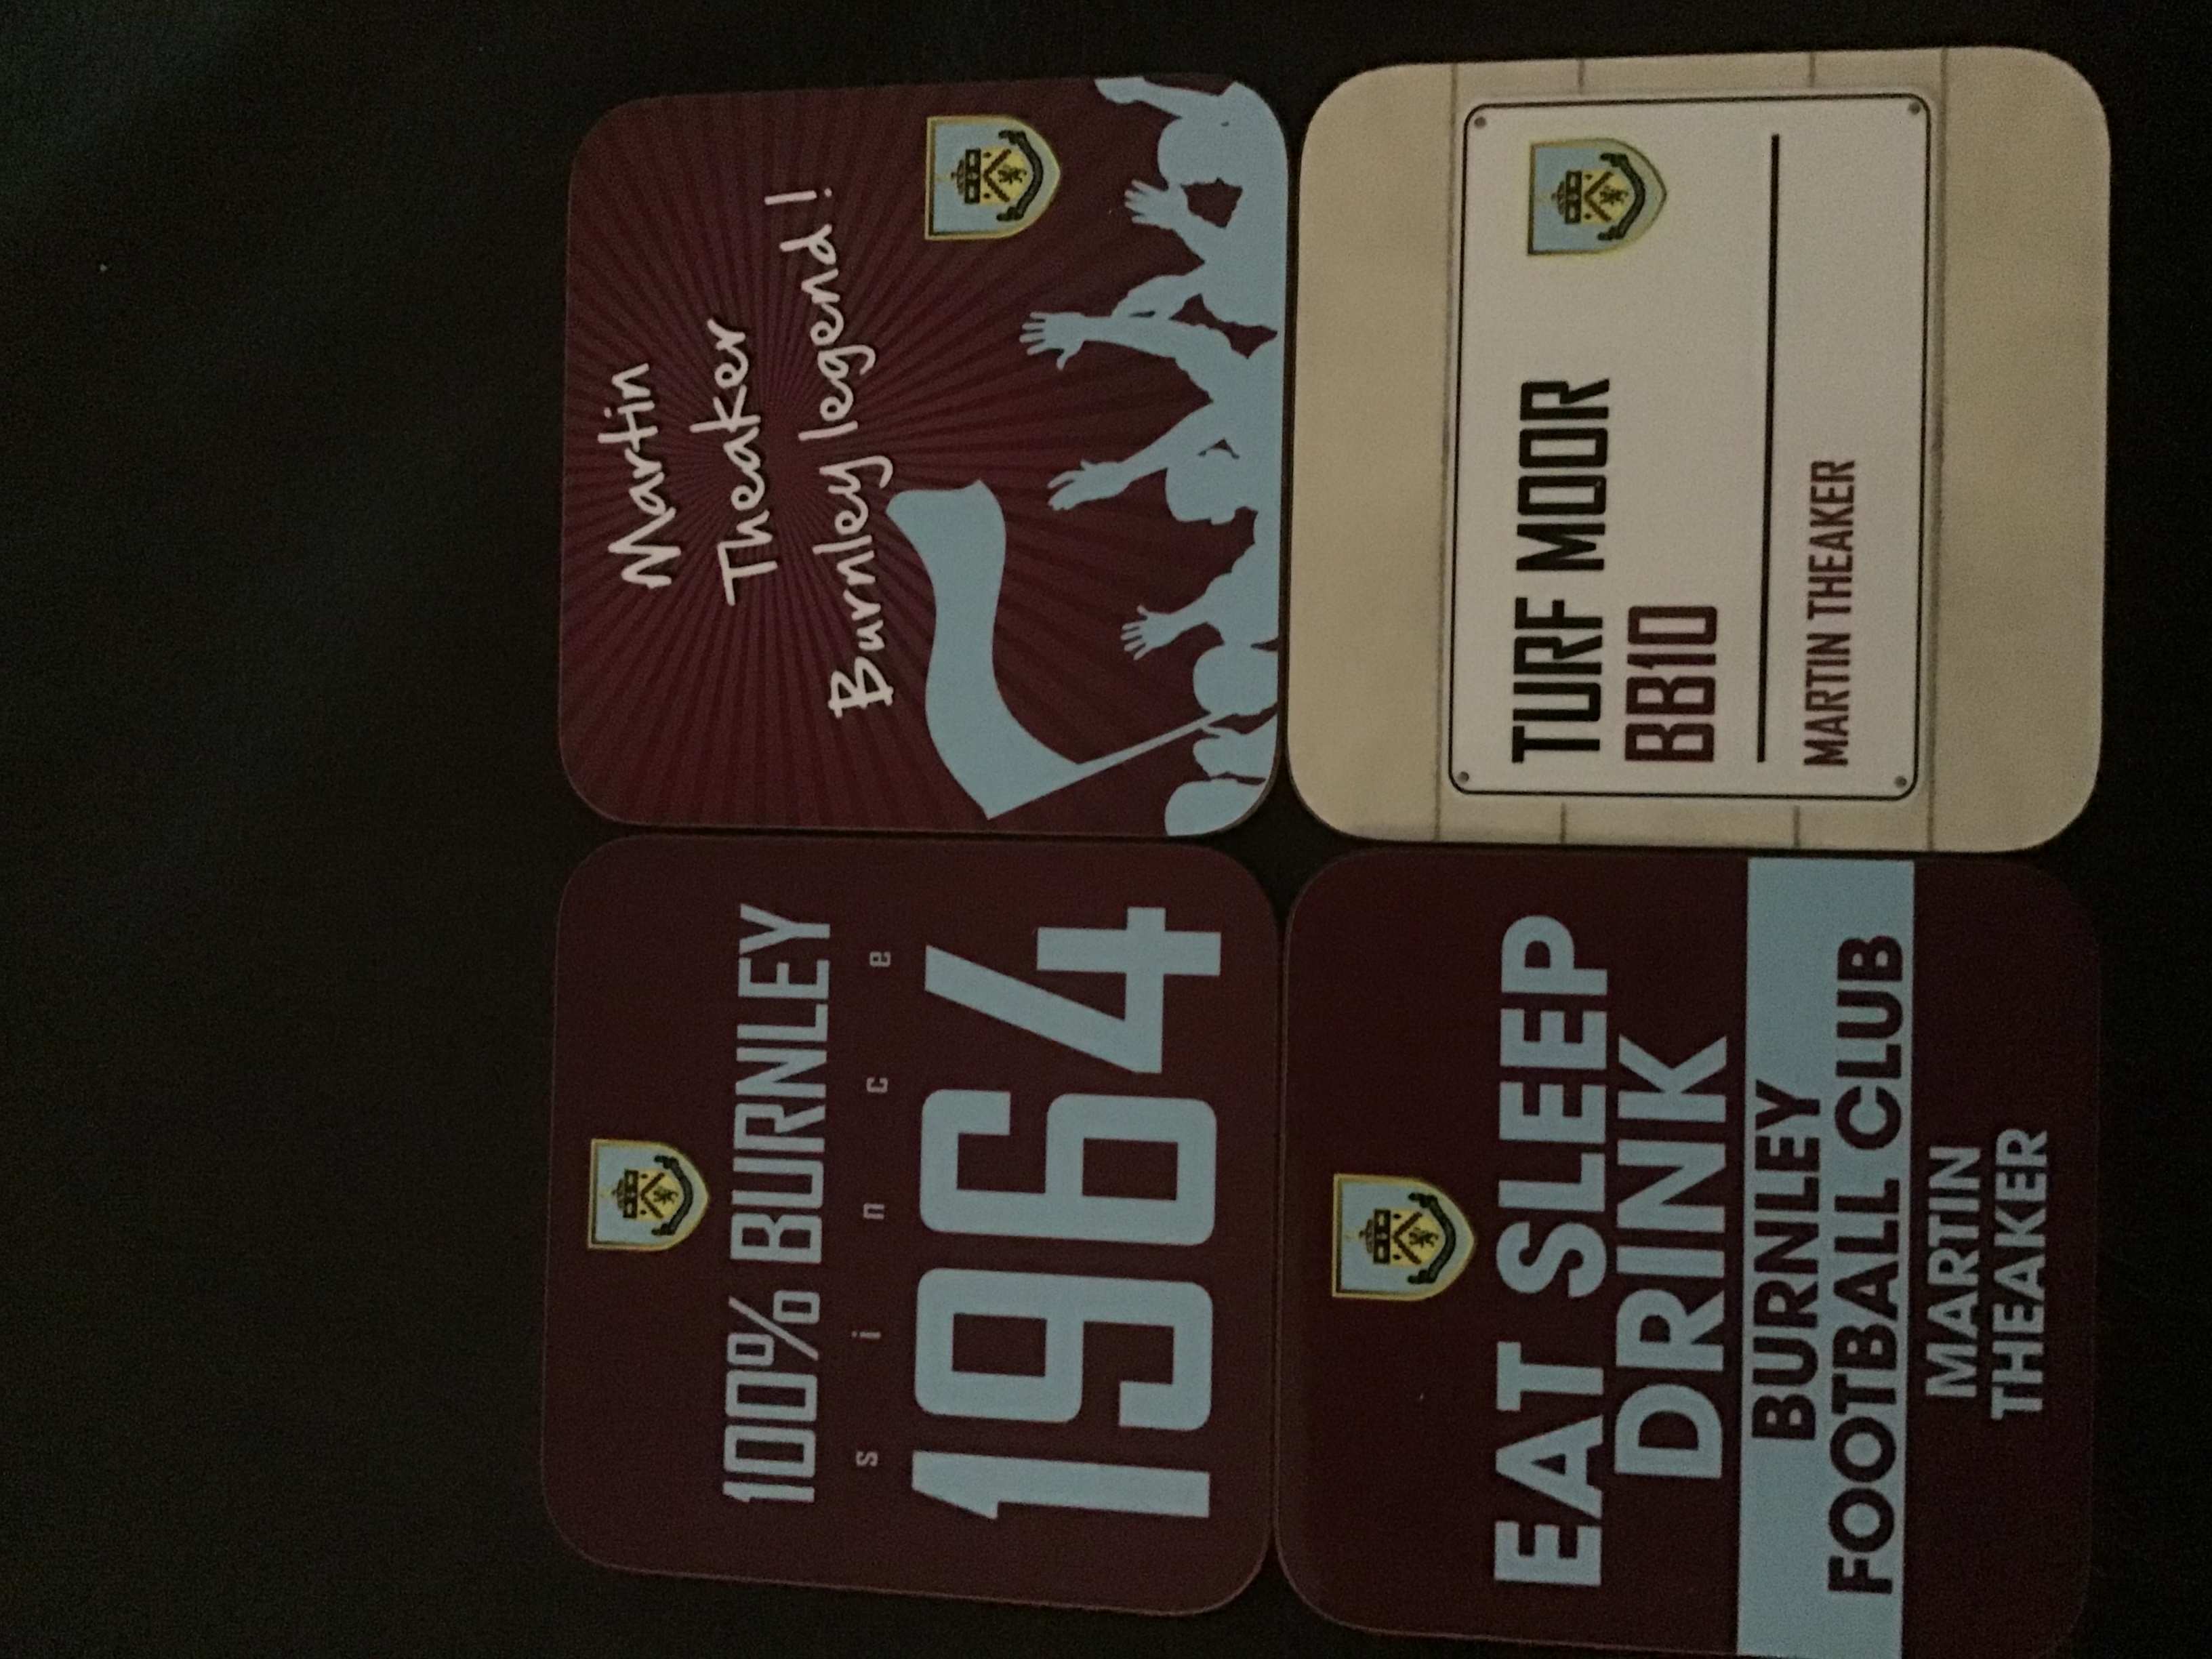 100% BURNLEY
since
1964
Martin
Theaker
Burnley legend!
EAT SLEEP
DRINK
BURNLEY
FOOTBALL CLUB
MARTIN
THEAKER
TURF MOOR
BB10
MARTIN THEAKER